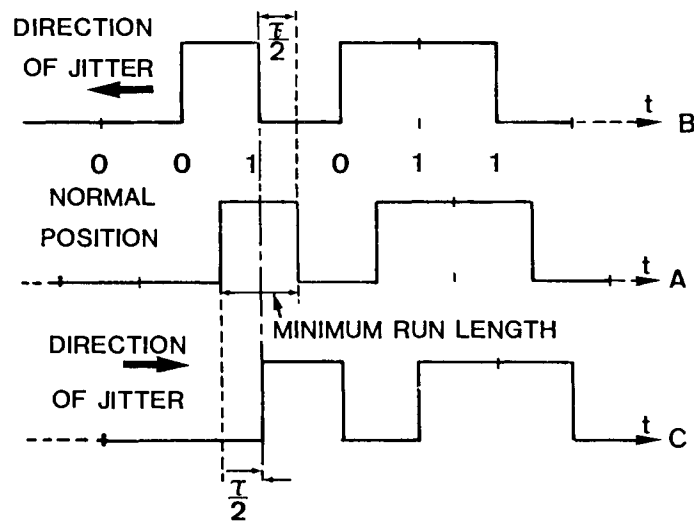 DIRECTION
OF JITTER
τ/2
t
B
0 0 1 0 1 1
NORMAL
POSITION
t
A
MINIMUM RUN LENGTH
DIRECTION
OF JITTER
t
C
τ/2